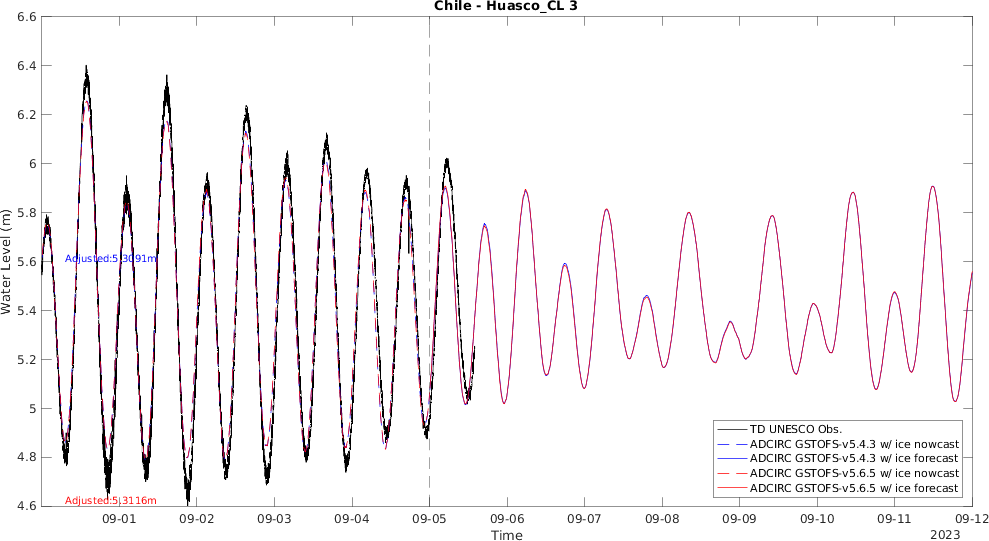 Chile - Huasco_CL 3
6.6
6.4
6.2
6
5.8
5.6
5.4
5.2
5
4.8
4.6
Water Level (m)
Adjusted:5.3091m
Adjusted:5.3116m
TD UNESCO Obs.
ADCIRC GSTOFS-v5.4.3 w/ ice nowcast
ADCIRC GSTOFS-v5.4.3 w/ ice forecast
ADCIRC GSTOFS-v5.6.5 w/ ice nowcast
ADCIRC GSTOFS-v5.6.5 w/ ice forecast
09-01 09-02 09-03 09-04 09-05 09-06 09-07 09-08 09-09 09-10 09-11 09-12
Time
2023